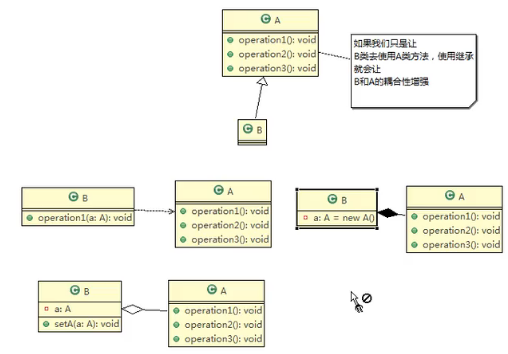 C A
operation1(): void
operation2(): void
operation3(): void
如果我们只是让
B类去使用A类方法，使用继承
就会让
B和A的耦合性增强
C B
C B
operation1(a: A): void
C A
operation1(): void
operation2(): void
operation3(): void
C B
a: A = new A()
C A
operation1(): void
operation2(): void
operation3(): void
C B
a: A
setA(a: A): void
C A
operation1(): void
operation2(): void
operation3(): void